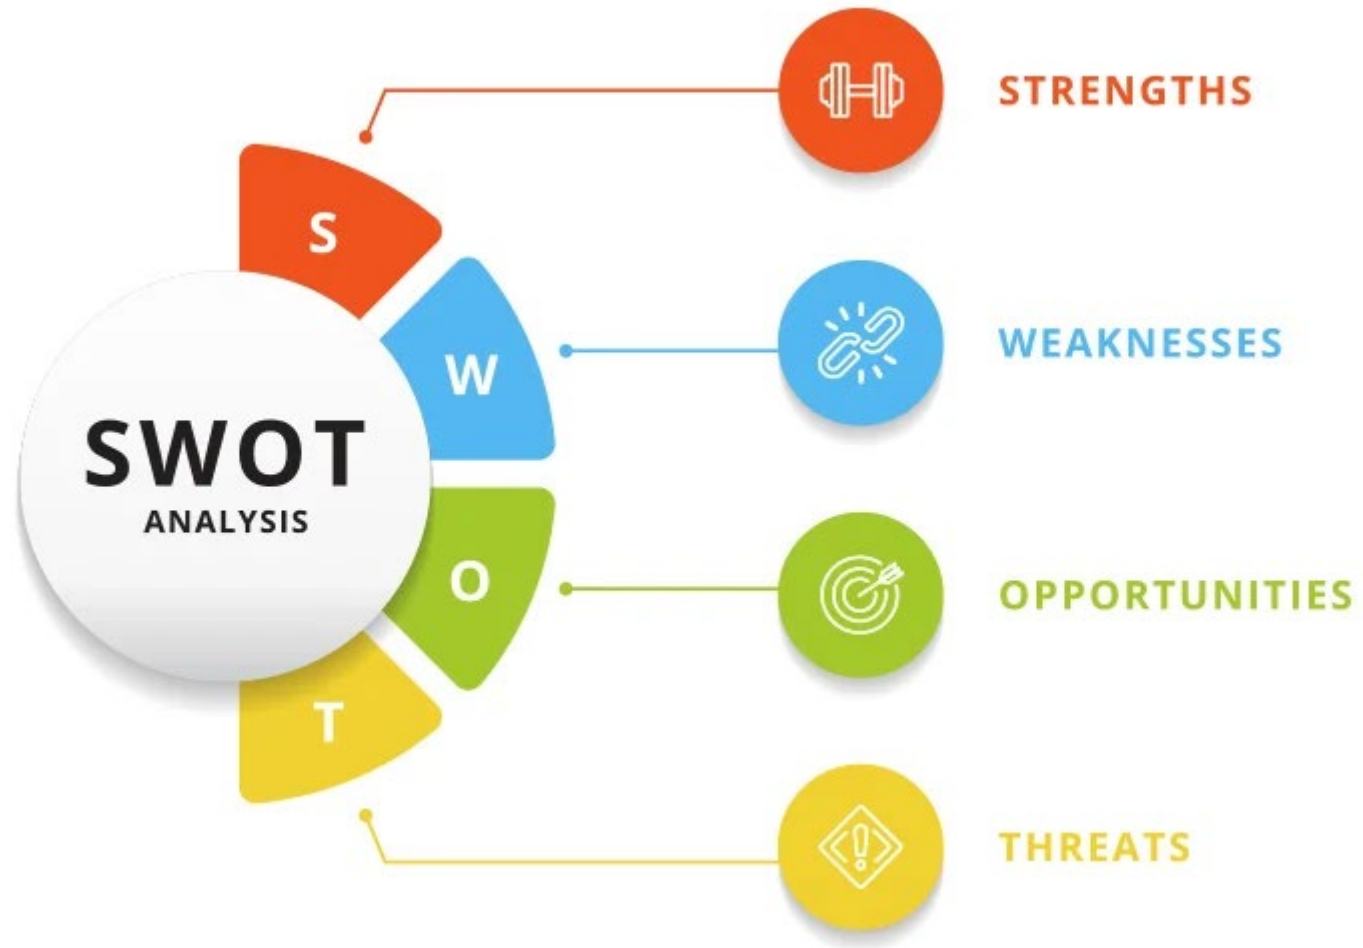 SWOT
ANALYSIS
S
STRENGTHS
W
WEAKNESSES
O
OPPORTUNITIES
T
THREATS